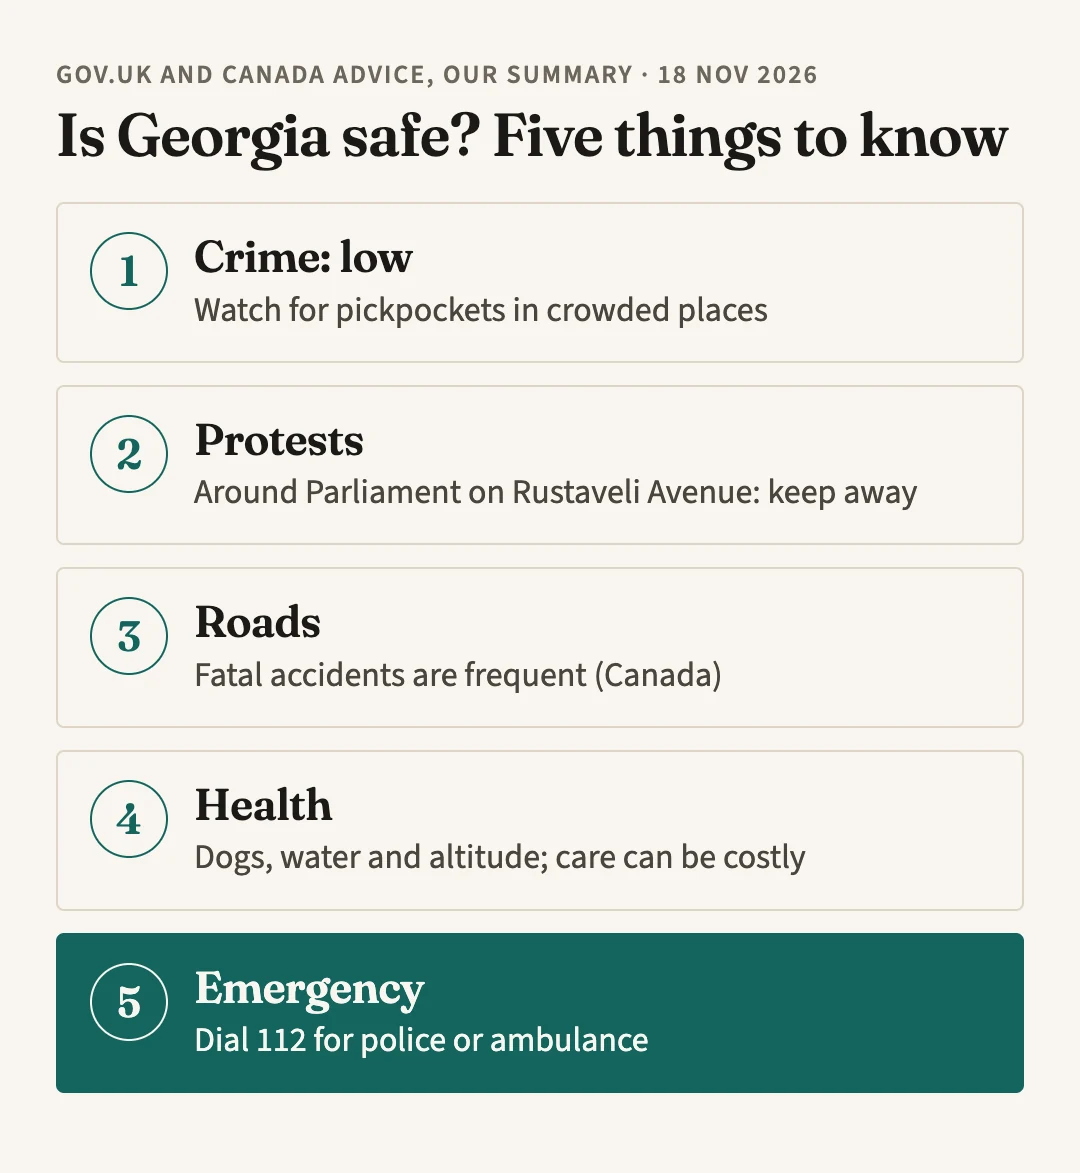 GOV.UK AND CANADA ADVICE, OUR SUMMARY · 18 NOV 2026
Is Georgia safe? Five things to know
1
Crime: low
Watch for pickpockets in crowded places
2
Protests
Around Parliament on Rustaveli Avenue: keep away
3
Roads
Fatal accidents are frequent (Canada)
4
Health
Dogs, water and altitude; care can be costly
5
Emergency
Dial 112 for police or ambulance